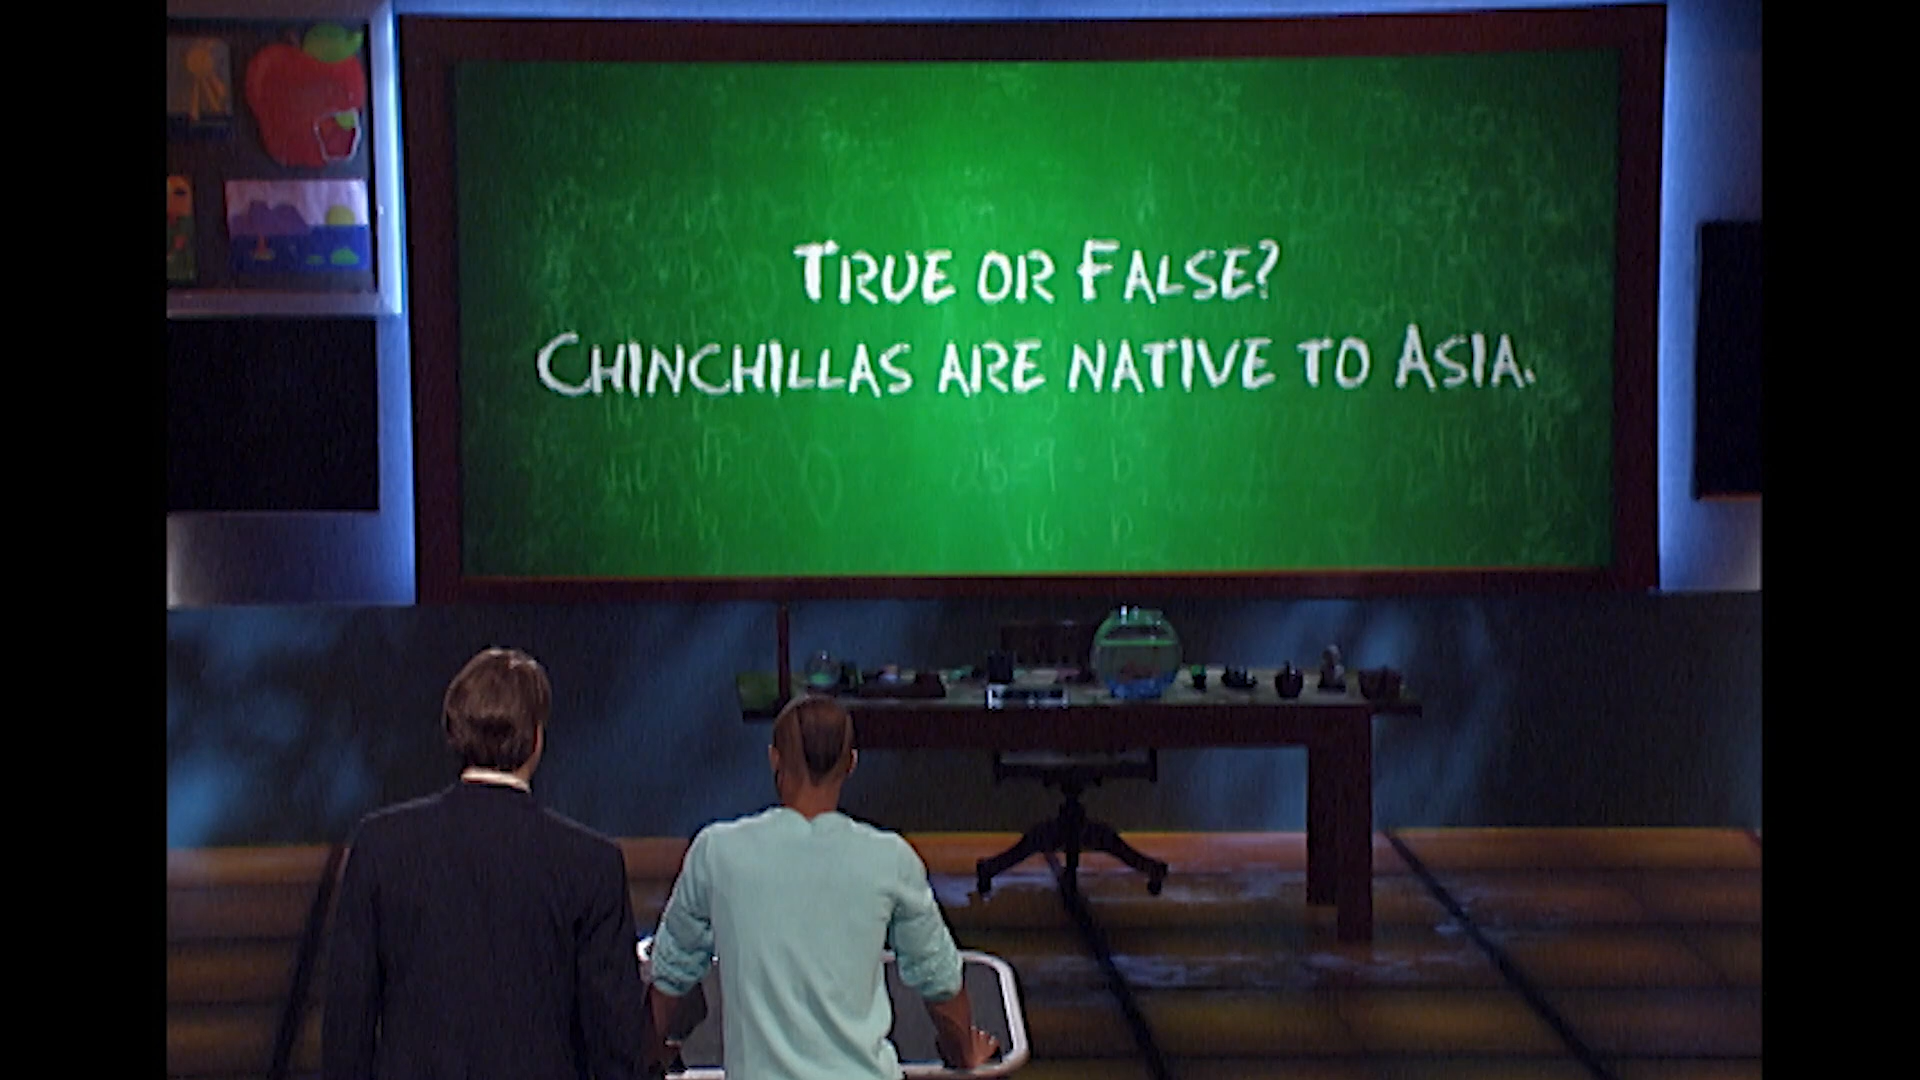 TRUE OR FALSE?
CHINCHILLAS ARE NATIVE TO ASIA.